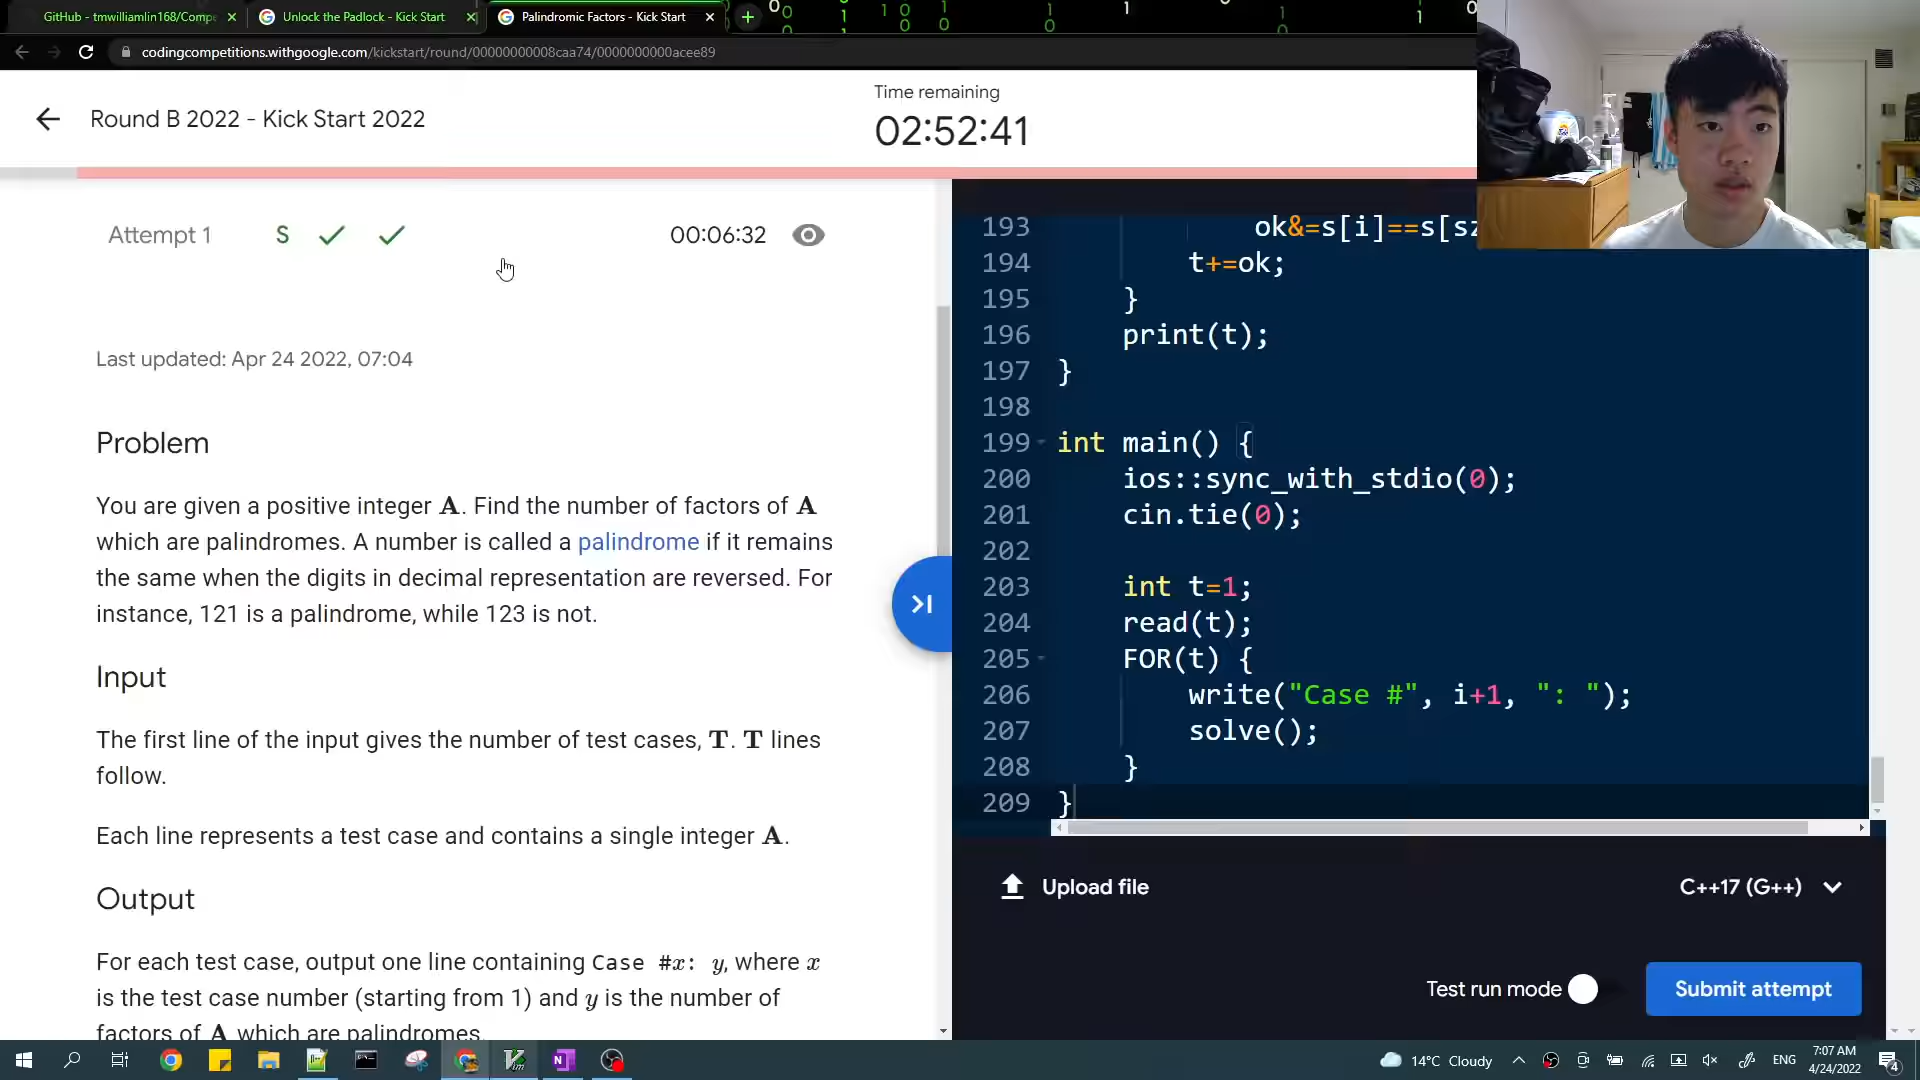 GitHub - tmwilliamlin168/Compe
Unlock the Padlock - Kick Start
Palindromic Factors - Kick Start
codingcompetitions.withgoogle.com/kickstart/round/00000000008caa74/0000000000acee89
Round B 2022 - Kick Start 2022
Time remaining
02:52:41
Attempt 1 S 00:06:32
Last updated: Apr 24 2022, 07:04
Problem
You are given a positive integer A. Find the number of factors of A
which are palindromes. A number is called a palindrome if it remains
the same when the digits in decimal representation are reversed. For
instance, 121 is a palindrome, while 123 is not.
Input
The first line of the input gives the number of test cases, T. T lines
follow.
Each line represents a test case and contains a single integer A.
Output
For each test case, output one line containing Case #x: y, where x
is the test case number (starting from 1) and y is the number of
factors of A which are palindromes.
193 ok&=s[i]==s[sz
194 t+=ok;
195 }
196 print(t);
197 }
198
199 int main() {
200 ios::sync_with_stdio(0);
201 cin.tie(0);
202
203 int t=1;
204 read(t);
205 FOR(t) {
206 write("Case #", i+1, ": ");
207 solve();
208 }
209 }
Upload file
C++17 (G++)
Test run mode
Submit attempt
14°C Cloudy
ENG
7:07 AM
4/24/2022
4